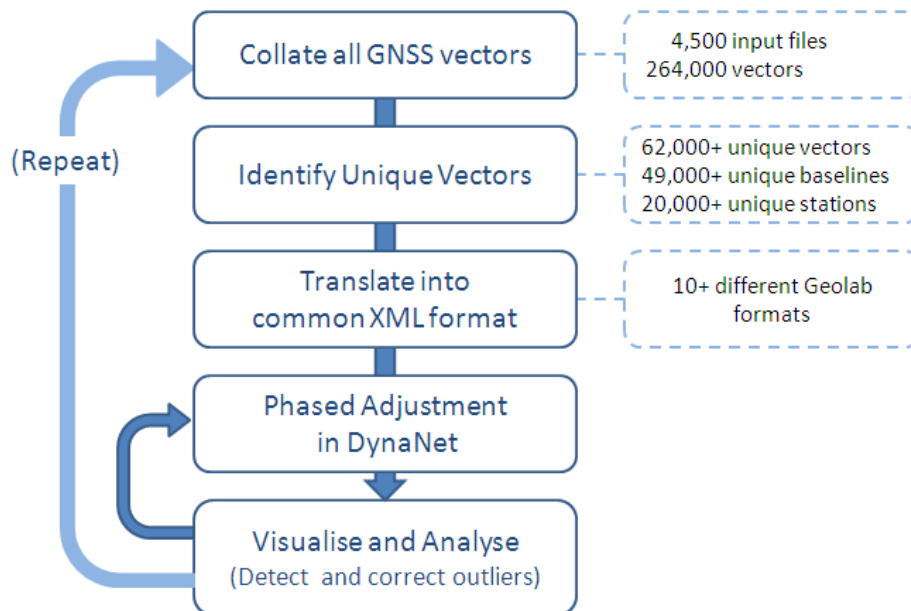 Collate all GNSS vectors
4,500 input files
264,000 vectors
(Repeat)
Identify Unique Vectors
62,000+ unique vectors
49,000+ unique baselines
20,000+ unique stations
Translate into
common XML format
10+ different Geolab
formats
Phased Adjustment
in DynaNet
Visualise and Analyse
(Detect and correct outliers)